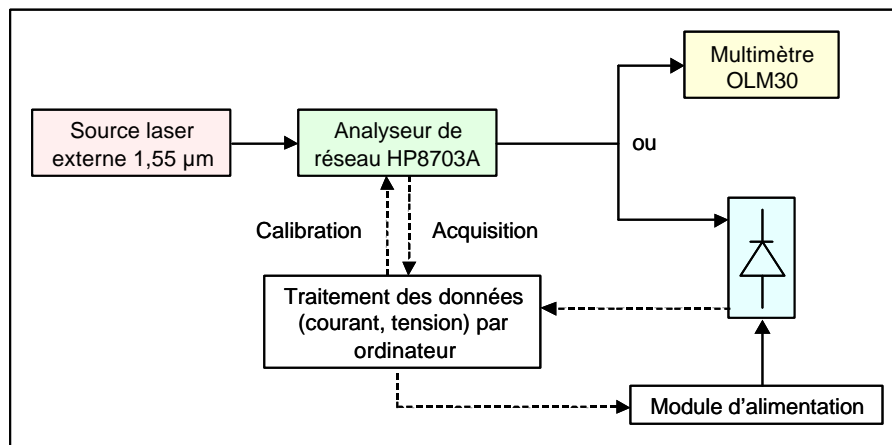 Multimètre
OLM30
Source laser
externe 1,55 µm
Analyseur de
réseau HP8703A
ou
Calibration
Acquisition
Traitement des données
(courant, tension) par
ordinateur
Module d'alimentation